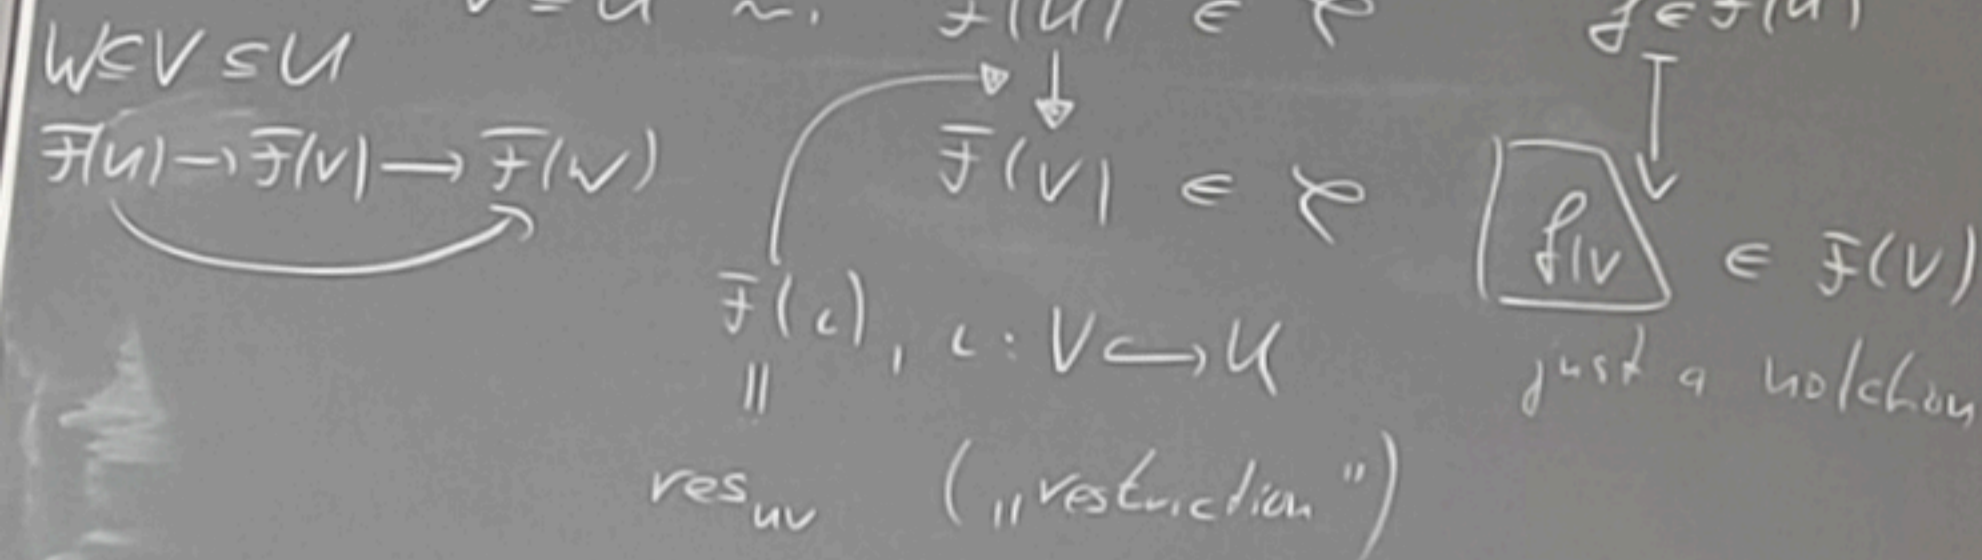 V ⊆ U ⇝ F(U) ∈ 𝒞 f ∈ F(U)
W ⊆ V ⊆ U
↓
F(U) → F(V) → F(W) F(V) ∈ 𝒞 f|V ∈ F(V)
F(ι), ι: V ↪ U
just a notation
||
res_UV („restriction")